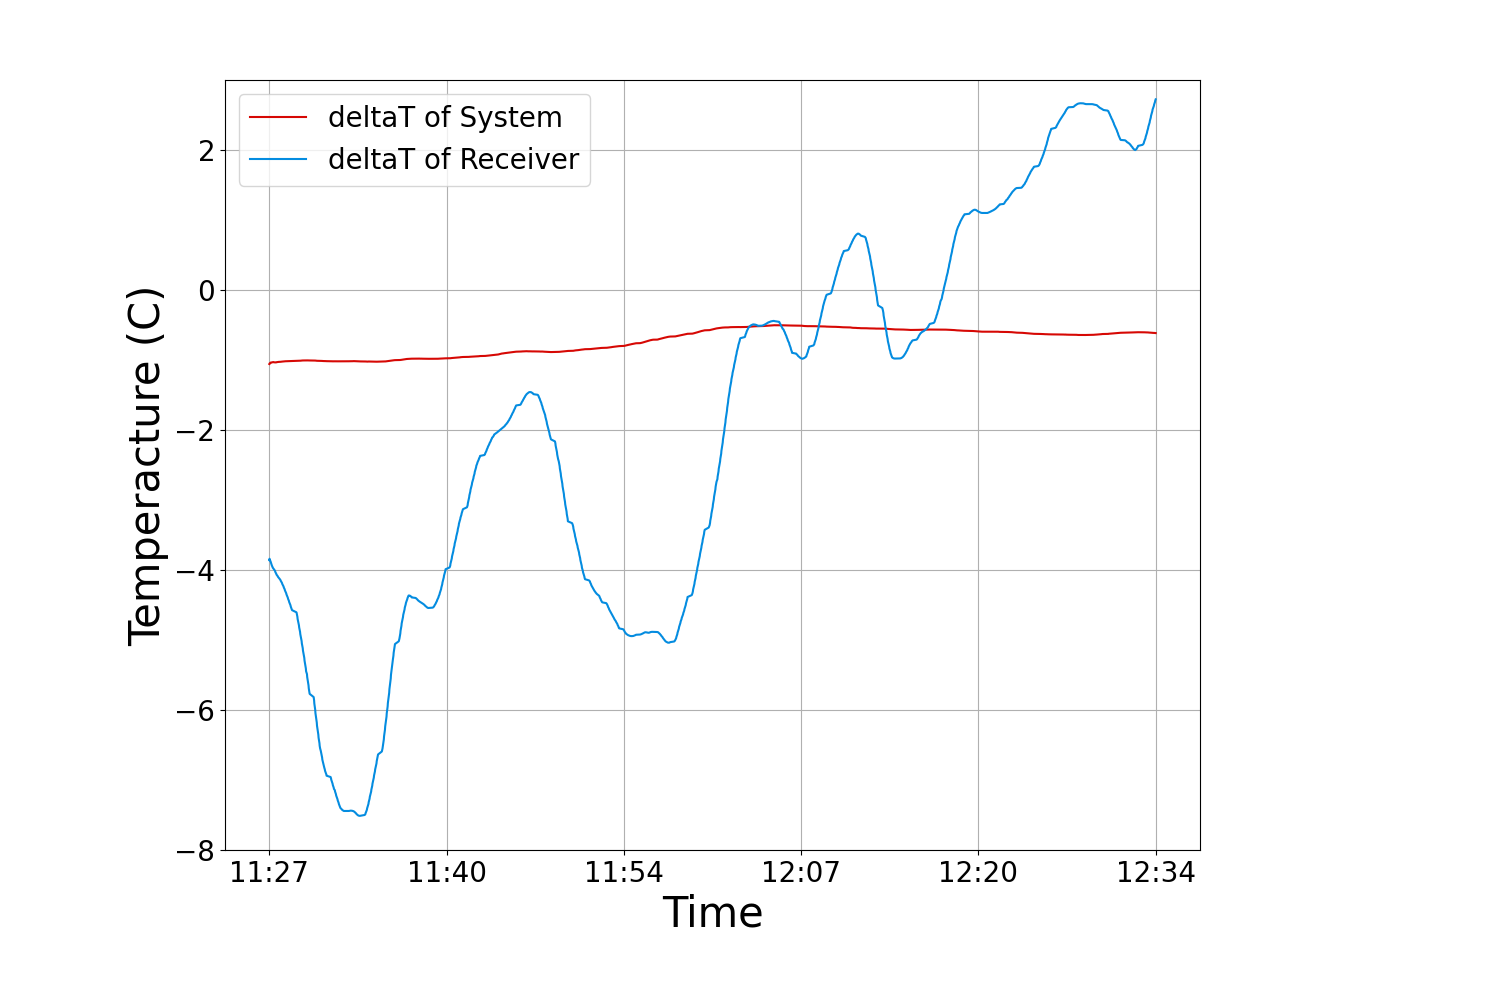 deltaT of System
deltaT of Receiver
2
0
−2
−4
−6
−8
Temperacture (C)
11:27 11:40 11:54 12:07 12:20 12:34
Time